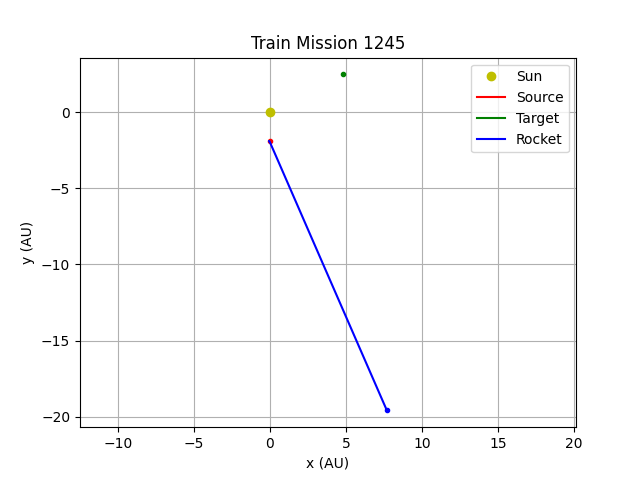 Train Mission 1245
Sun
Source
Target
Rocket
0
−5
−10
−15
−20
y (AU)
−10
−5
0
5
10
15
20
x (AU)